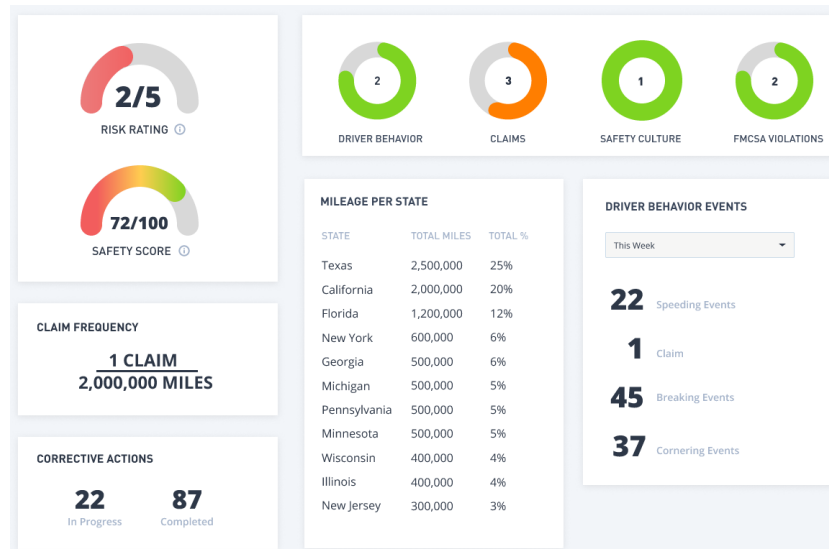 2/5
RISK RATING
72/100
SAFETY SCORE
2
DRIVER BEHAVIOR
3
CLAIMS
1
SAFETY CULTURE
2
FMCSA VIOLATIONS
CLAIM FREQUENCY
1 CLAIM
2,000,000 MILES
CORRECTIVE ACTIONS
22
In Progress
87
Completed
MILEAGE PER STATE
STATE TOTAL MILES TOTAL %
Texas 2,500,000 25%
California 2,000,000 20%
Florida 1,200,000 12%
New York 600,000 6%
Georgia 500,000 6%
Michigan 500,000 5%
Pennsylvania 500,000 5%
Minnesota 500,000 5%
Wisconsin 400,000 4%
Illinois 400,000 4%
New Jersey 300,000 3%
DRIVER BEHAVIOR EVENTS
This Week
22 Speeding Events
1 Claim
45 Breaking Events
37 Cornering Events